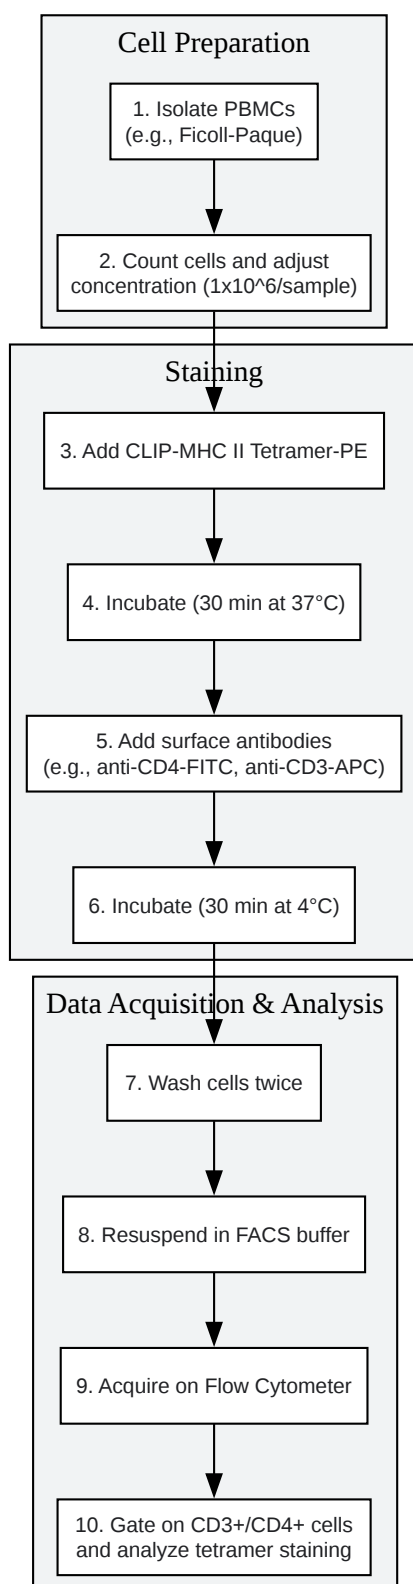 Cell Preparation
1. Isolate PBMCs
(e.g., Ficoll-Paque)
2. Count cells and adjust
concentration (1x10^6/sample)
Staining
3. Add CLIP-MHC II Tetramer-PE
4. Incubate (30 min at 37°C)
5. Add surface antibodies
(e.g., anti-CD4-FITC, anti-CD3-APC)
6. Incubate (30 min at 4°C)
Data Acquisition & Analysis
7. Wash cells twice
8. Resuspend in FACS buffer
9. Acquire on Flow Cytometer
10. Gate on CD3+/CD4+ cells
and analyze tetramer staining